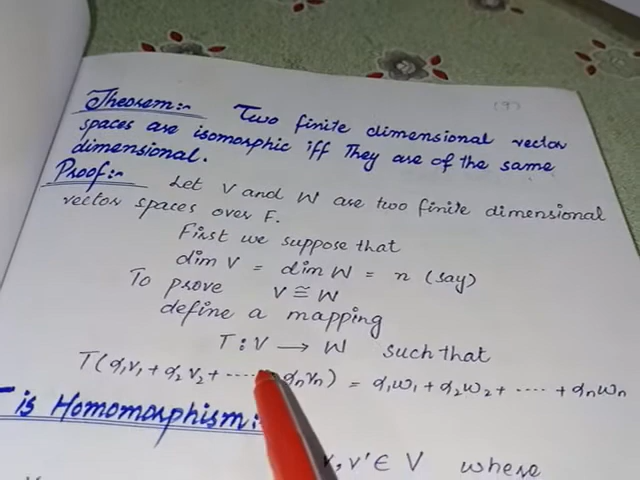 (9)
Theorem:- Two finite dimensional vector
spaces are isomorphic iff They are of the same
dimensional.
Proof:- Let V and W are two finite dimensional
vector spaces over F.
First we suppose that
dim V = dim W = n (say)
To prove V ≅ W
define a mapping
T : V → W such that
T(α₁v₁ + α₂v₂ + ..... αₙvₙ) = α₁w₁ + α₂w₂ + .... + αₙwₙ
T is Homomorphism:
v, v' ∈ V where